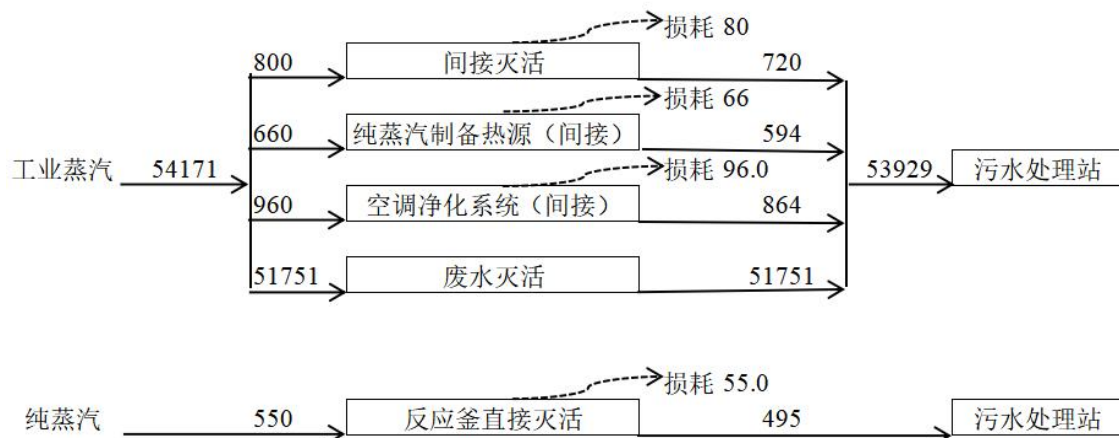 损耗 80
800
间接灭活
720
损耗 66
660
纯蒸汽制备热源（间接）
594
工业蒸汽
54171
损耗 96.0
53929
污水处理站
960
空调净化系统（间接）
864
51751
废水灭活
51751
损耗 55.0
纯蒸汽
550
反应釜直接灭活
495
污水处理站